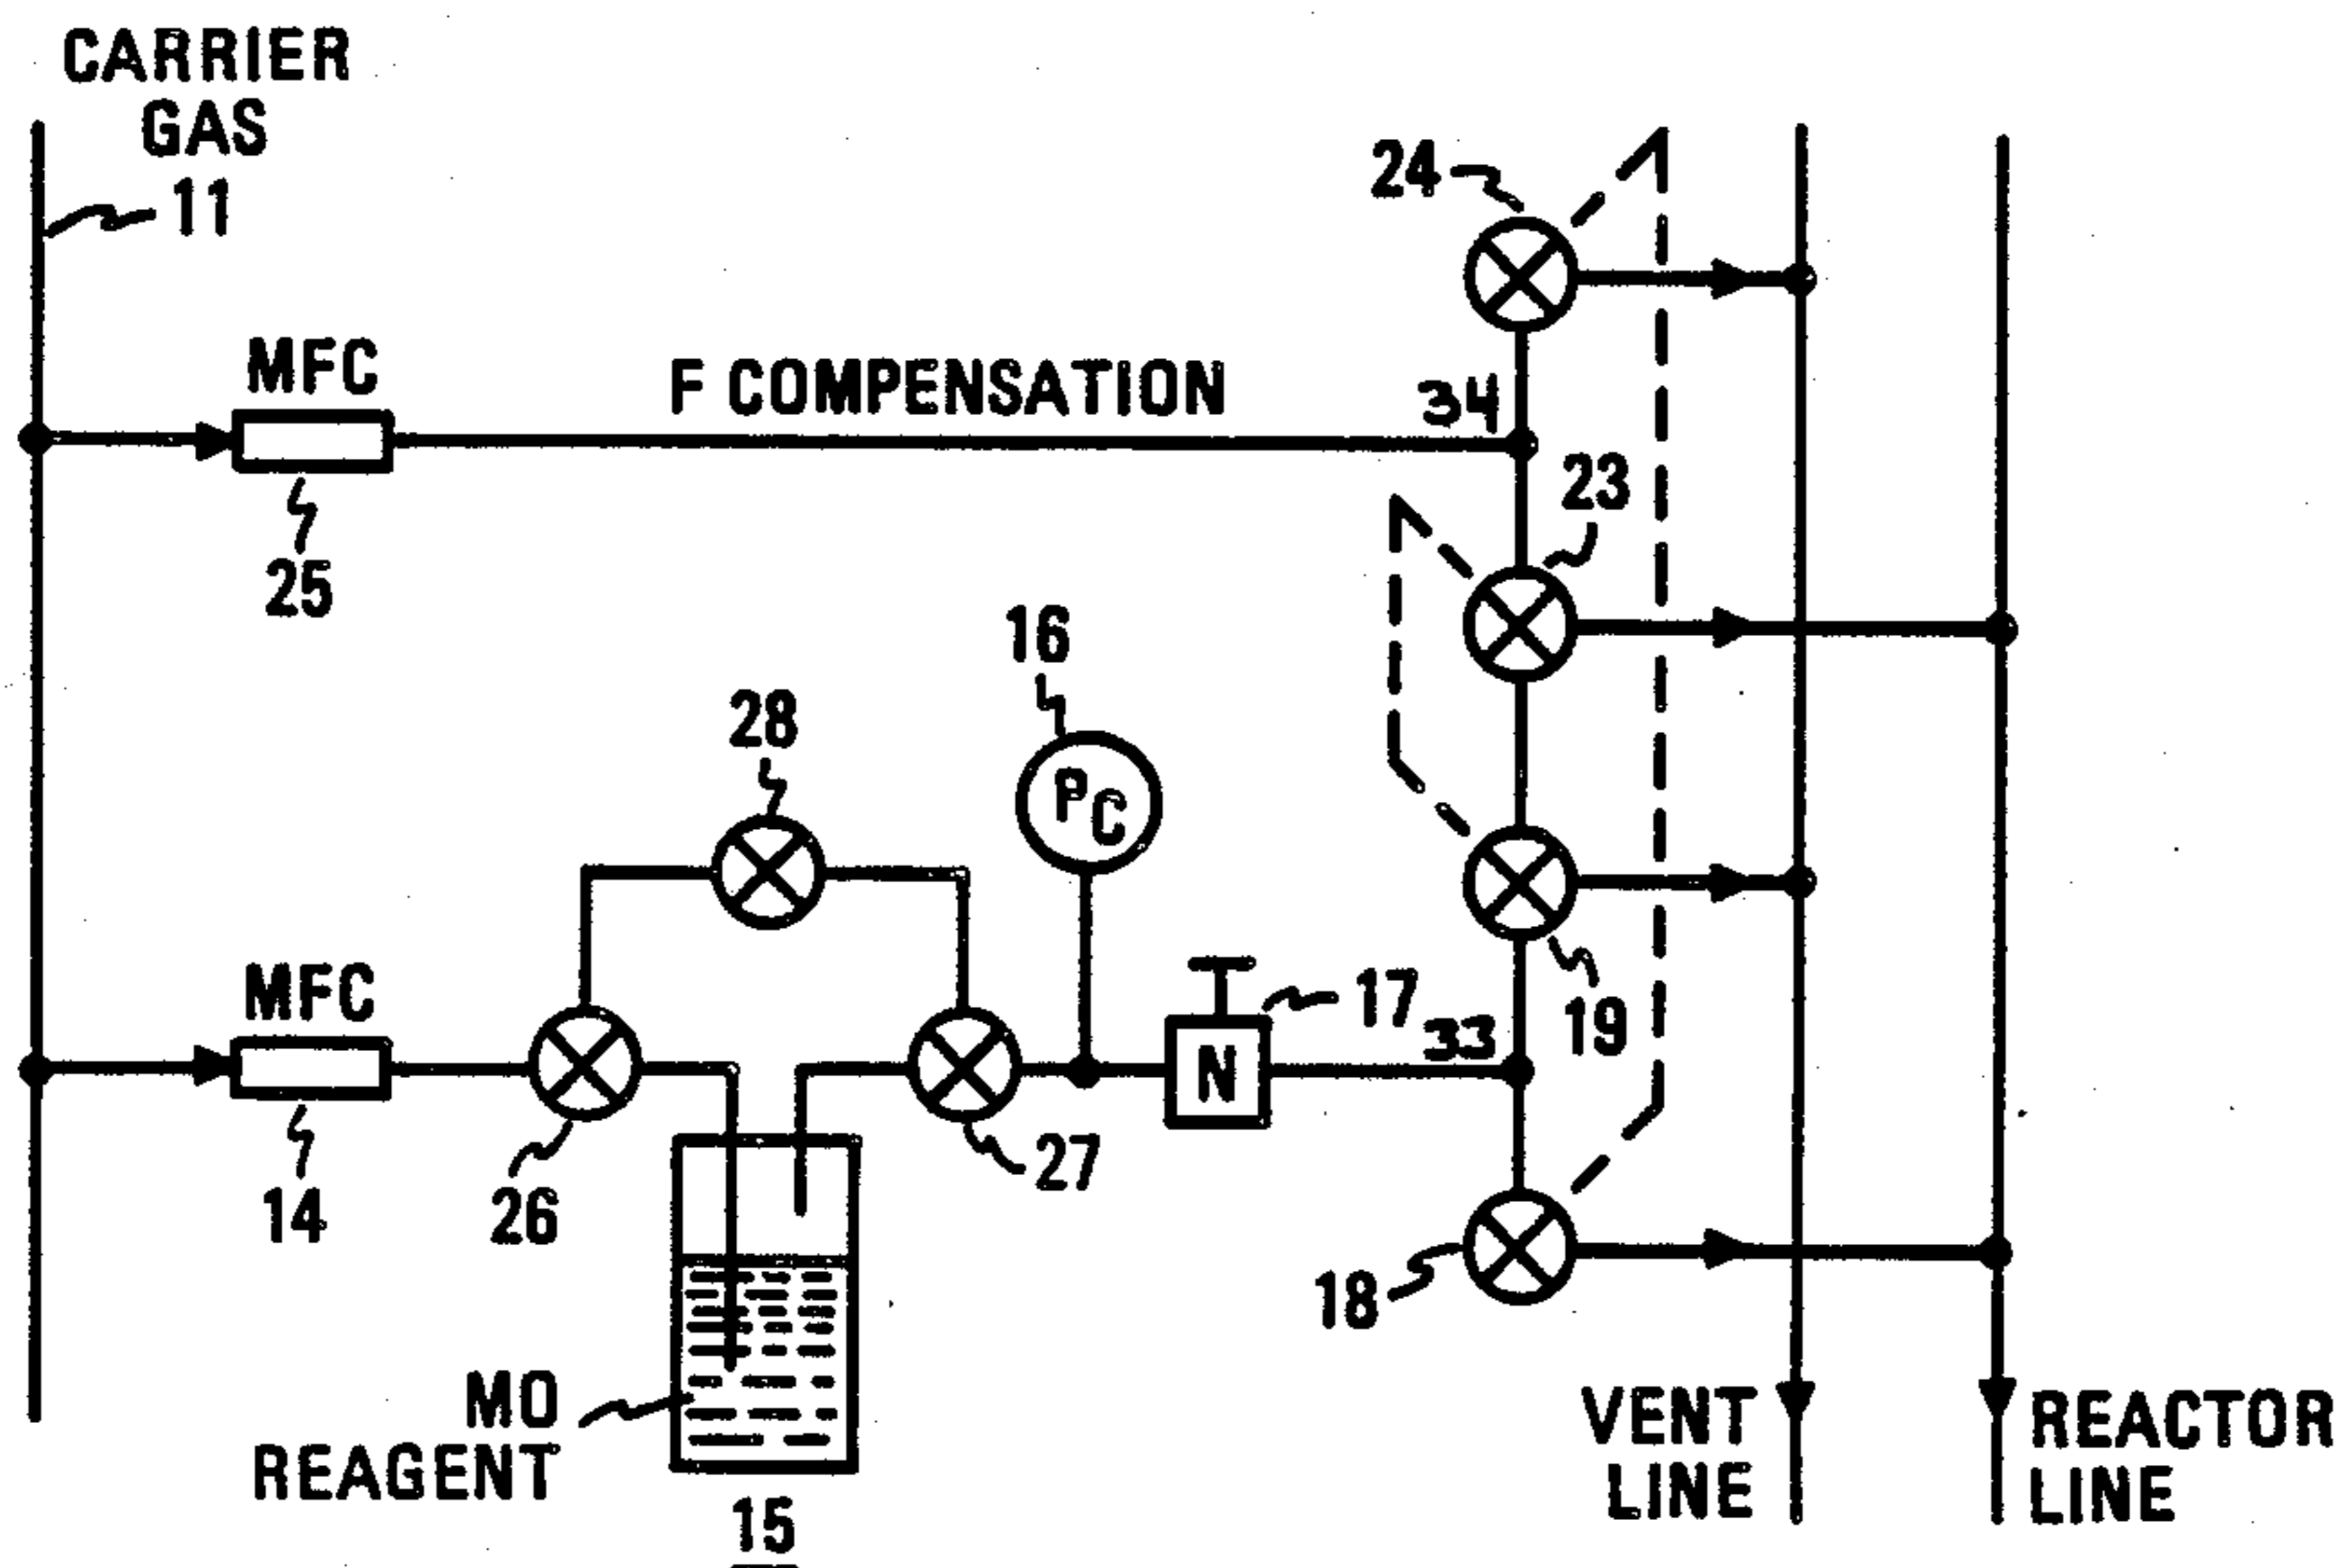 CARRIER
GAS
11
24
MFC
F COMPENSATION
34
23
25
16
28
PC
MFC
17
33
19
N
14
26
27
18
MO
REAGENT
15
VENT
LINE
REACTOR
LINE